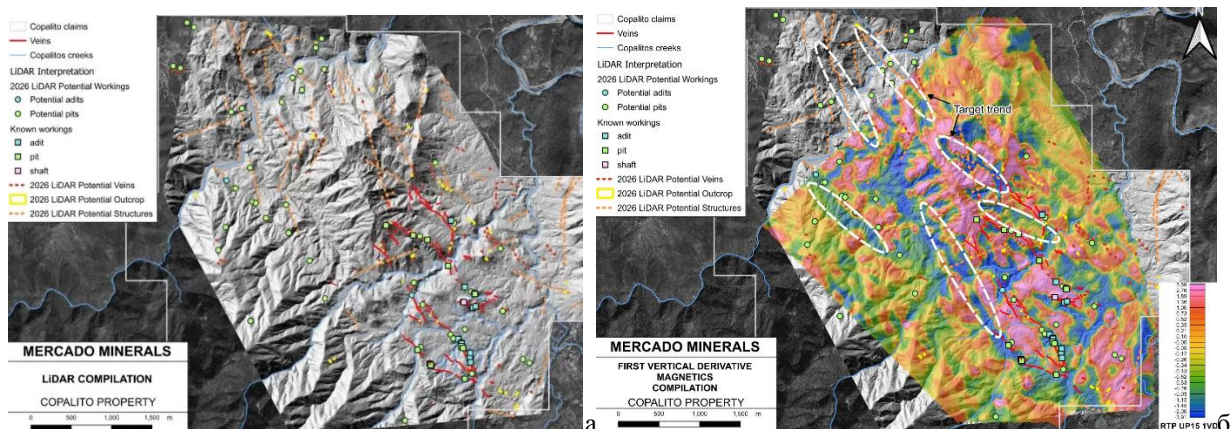 Copalito claims
Veins
Copalitos creeks
LiDAR Interpretation
2026 LiDAR Potential Workings
Potential adits
Potential pits
Known workings
adit
pit
shaft
2026 LiDAR Potential Veins
2026 LiDAR Potential Outcrop
2026 LiDAR Potential Structures
MERCADO MINERALS
LiDAR COMPILATION
COPALITO PROPERTY
0 500 1,000 1,500 m
а
Copalito claims
Veins
Copalitos creeks
LiDAR Interpretation
2026 LiDAR Potential Workings
Potential adits
Potential pits
Known workings
adit
pit
shaft
2026 LiDAR Potential Veins
2026 LiDAR Potential Outcrop
2026 LiDAR Potential Structures
N
Target trend
MERCADO MINERALS
FIRST VERTICAL DERIVATIVE
MAGNETICS
COMPILATION
COPALITO PROPERTY
0 500 1,000 1,500 m
RTP UP15 1VD
б